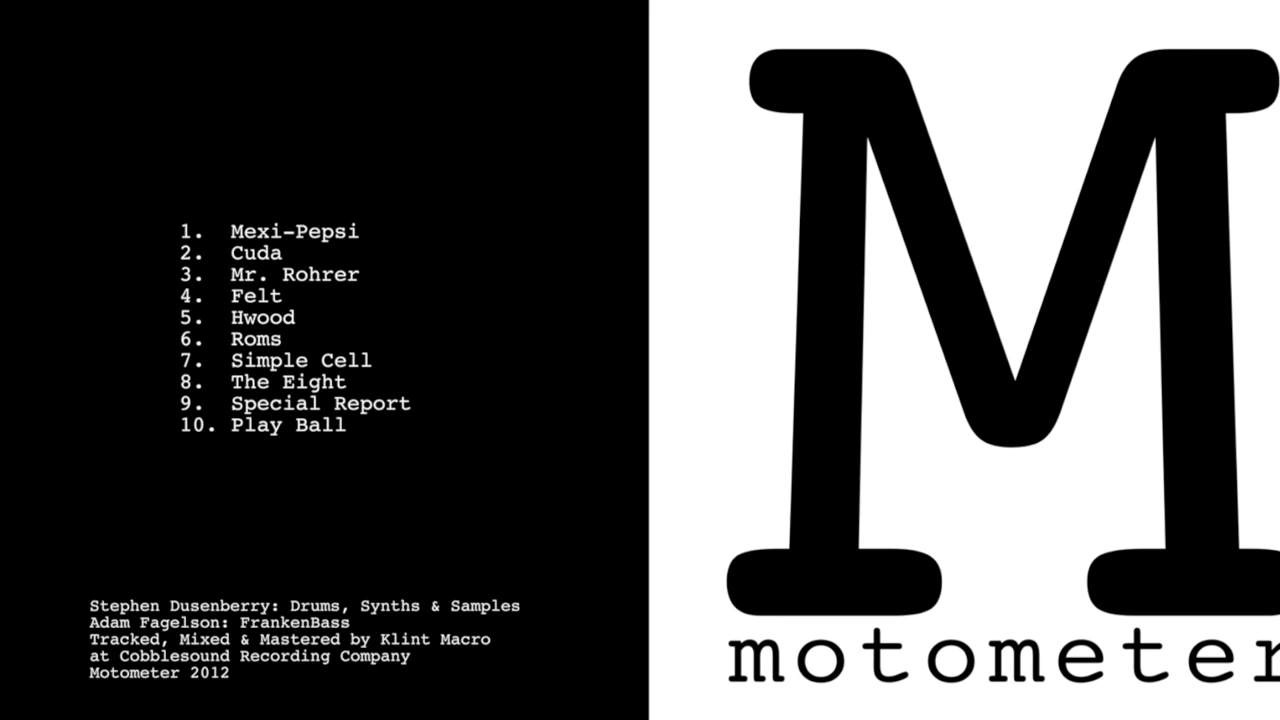 1. Mexi-Pepsi
2. Cuda
3. Mr. Rohrer
4. Felt
5. Hwood
6. Roms
7. Simple Cell
8. The Eight
9. Special Report
10. Play Ball
Stephen Dusenberry: Drums, Synths & Samples
Adam Fagelson: FrankenBass
Tracked, Mixed & Mastered by Klint Macro
at Cobblesound Recording Company
Motometer 2012
M
motometer